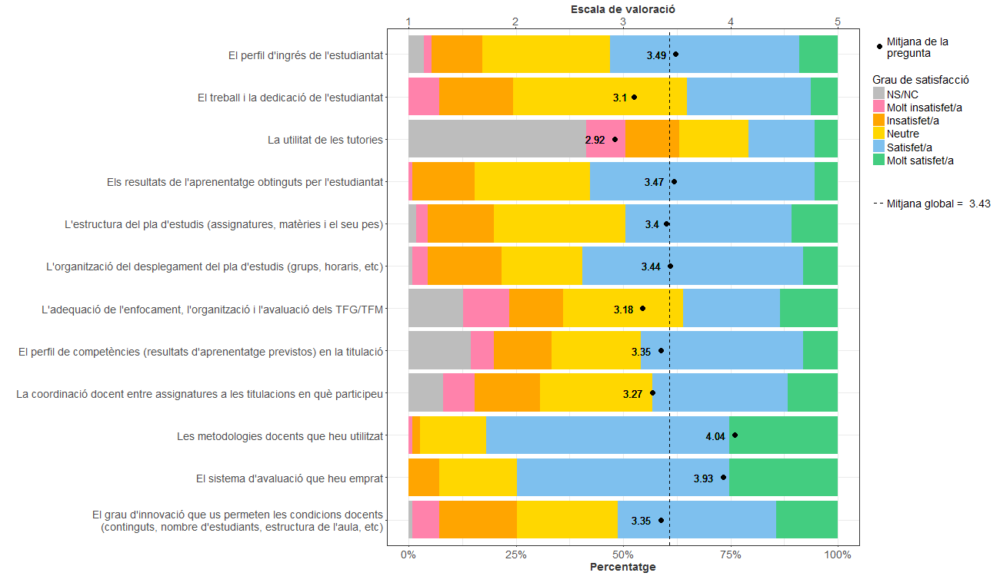 Escala de valoració
1 2 3 4 5
El perfil d'ingrés de l'estudiantat
3.49
El treball i la dedicació de l'estudiantat
3.1
La utilitat de les tutories
2.92
Els resultats de l'aprenentatge obtinguts per l'estudiantat
3.47
L'estructura del pla d'estudis (assignatures, matèries i el seu pes)
3.4
L'organització del desplegament del pla d'estudis (grups, horaris, etc)
3.44
L'adequació de l'enfocament, l'organització i l'avaluació dels TFG/TFM
3.18
El perfil de competències (resultats d'aprenentatge previstos) en la titulació
3.35
La coordinació docent entre assignatures a les titulacions en què participeu
3.27
Les metodologies docents que heu utilitzat
4.04
El sistema d'avaluació que heu emprat
3.93
El grau d'innovació que us permeten les condicions docents
(continguts, nombre d'estudiants, estructura de l'aula, etc)
3.35
0% 25% 50% 75% 100%
Percentatge
Mitjana de la
pregunta
Grau de satisfacció
NS/NC
Molt insatisfet/a
Insatisfet/a
Neutre
Satisfet/a
Molt satisfet/a
Mitjana global = 3.43